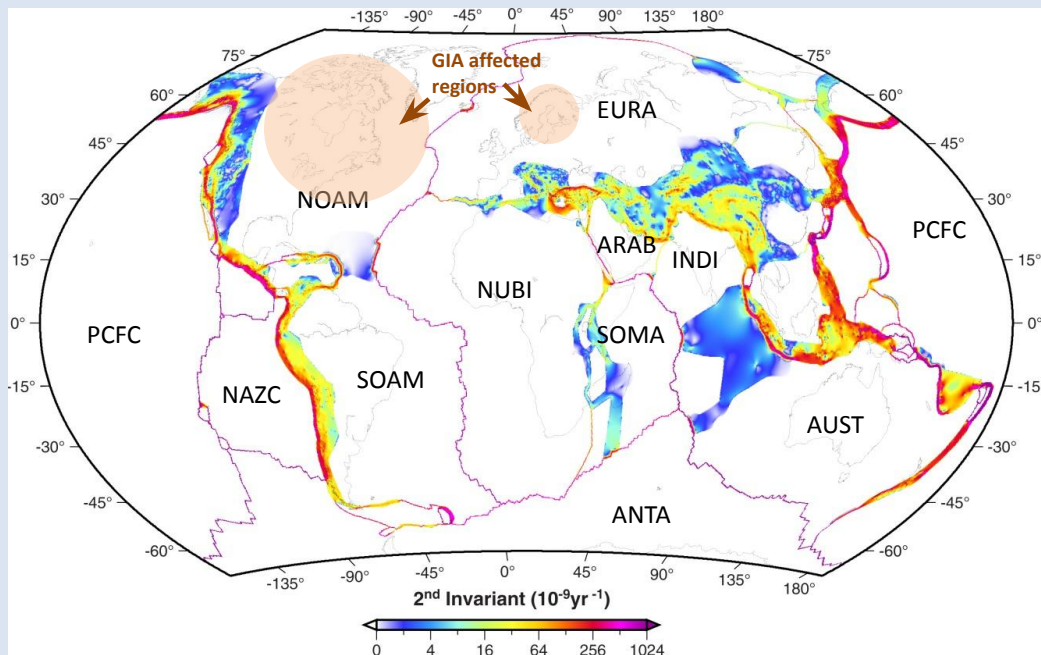 -135° -90° -45° 0° 45° 90° 135°
75°
75°
GIA affected
regions
60°
60°
EURA
45°
45°
NOAM
30°
30°
PCFC
ARAB
INDI
15°
15°
NUBI
0°
0°
PCFC
SOMA
NAZC
SOAM
-15°
-15°
AUST
-30°
-30°
-45°
-45°
ANTA
-60°
-60°
-135° -90° -45° 0° 45° 90° 135° 180°
2nd Invariant (10-9yr -1)
0 4 16 64 256 1024